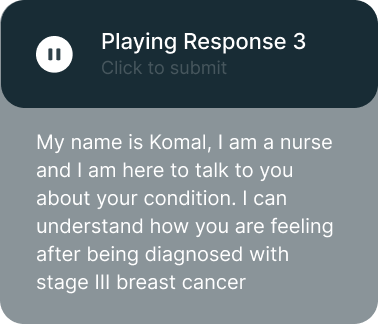 Playing Response 3
Click to submit
My name is Komal, I am a nurse
and I am here to talk to you
about your condition. I can
understand how you are feeling
after being diagnosed with
stage III breast cancer